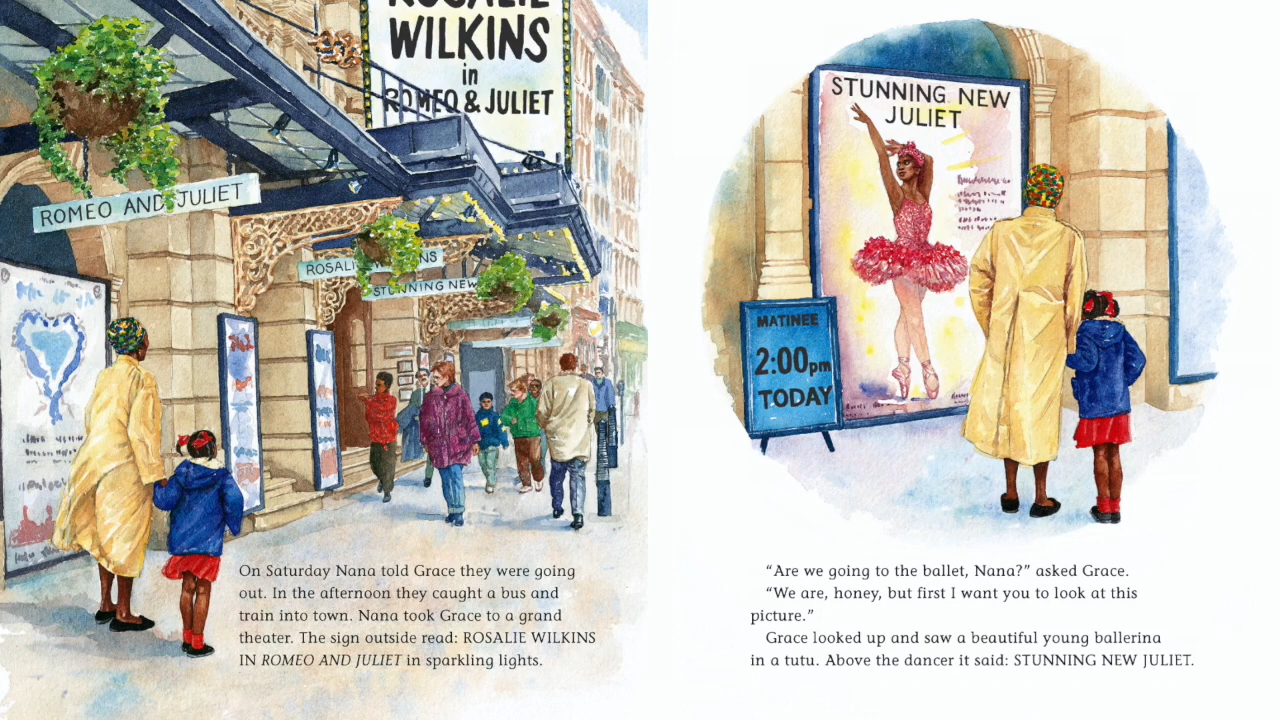 ROSALIE
WILKINS
in
ROMEO & JULIET
ROMEO AND JULIET
STUNNING NEW
On Saturday Nana told Grace they were going
out. In the afternoon they caught a bus and
train into town. Nana took Grace to a grand
theater. The sign outside read: ROSALIE WILKINS
IN ROMEO AND JULIET in sparkling lights.
STUNNING NEW
JULIET
MATINEE
2:00pm
TODAY
“Are we going to the ballet, Nana?” asked Grace.
“We are, honey, but first I want you to look at this
picture.”
Grace looked up and saw a beautiful young ballerina
in a tutu. Above the dancer it said: STUNNING NEW JULIET.